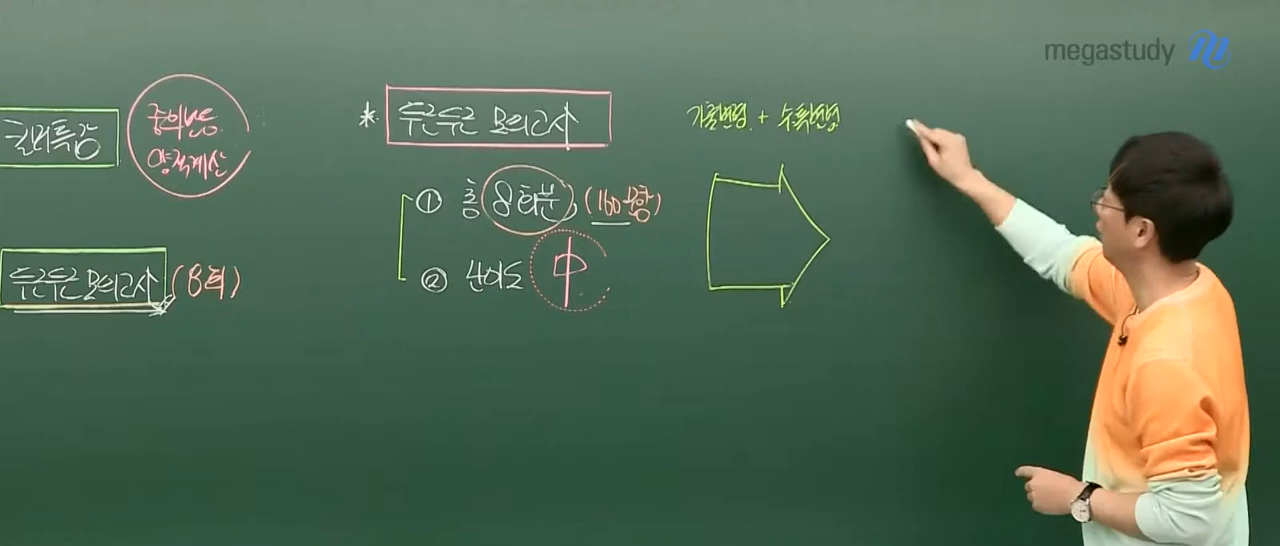 megastudy
킬러특강
중화반응
양적계산
두근두근 모의고사 (8회)
* 두근두근 모의고사
① 총 8회분 (160문항)
② 난이도 中
기출변형 + 수특변형